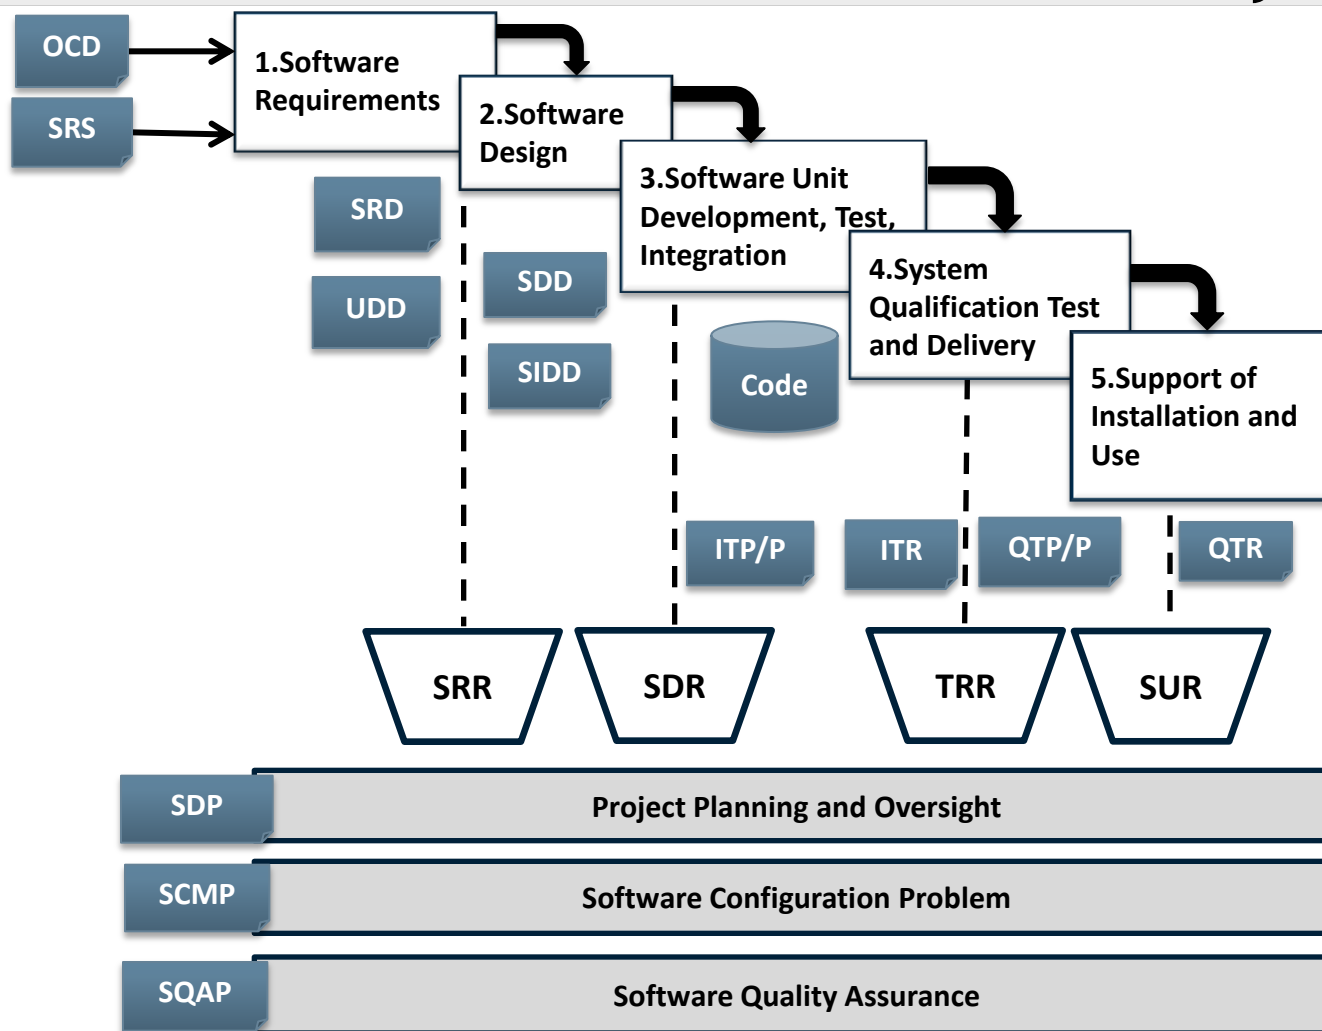 OCD
SRS
1.Software
Requirements
2.Software
Design
3.Software Unit
Development, Test,
Integration
4.System
Qualification Test
and Delivery
5.Support of
Installation and
Use
SRD
UDD
SDD
SIDD
Code
ITP/P
ITR
QTP/P
QTR
SRR
SDR
TRR
SUR
SDP
Project Planning and Oversight
SCMP
Software Configuration Problem
SQAP
Software Quality Assurance